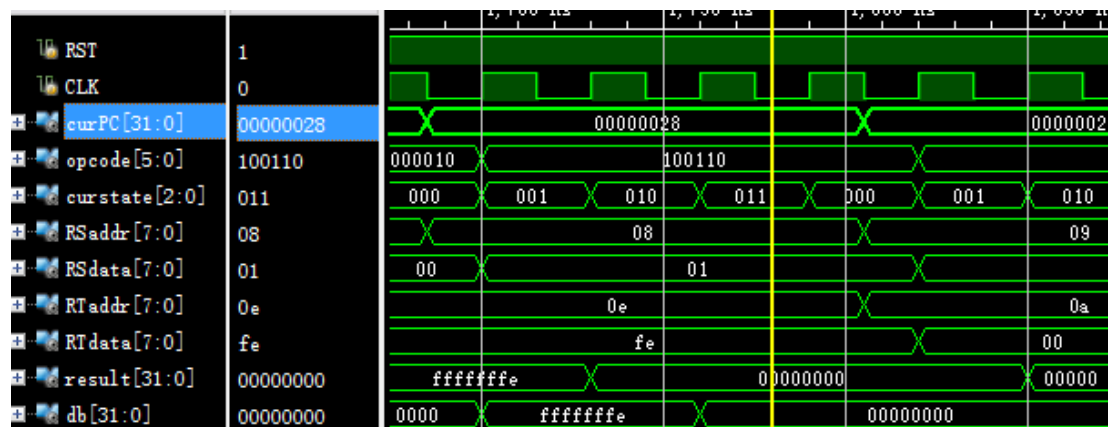 RST 1
CLK 0
curPC[31:0] 00000028 00000028 0000002
opcode[5:0] 100110 000010 100110
curstate[2:0] 011 000 001 010 011 000 001 010
RSaddr[7:0] 08 08 09
RSdata[7:0] 01 00 01
RTaddr[7:0] 0e 0e 0a
RTdata[7:0] fe fe 00
result[31:0] 00000000 fffffffe 00000000 00000
db[31:0] 00000000 0000 fffffffe 00000000